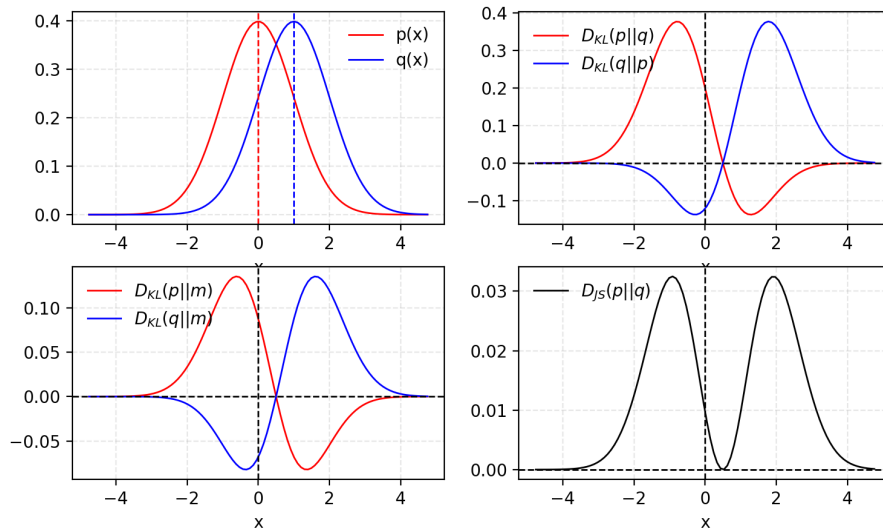 p(x)
q(x)
0.4
0.3
0.2
0.1
0.0
−4 −2 0 2 4
x
D_KL(p||q)
D_KL(q||p)
0.4
0.3
0.2
0.1
0.0
−0.1
−4 −2 0 2 4
x
D_KL(p||m)
D_KL(q||m)
0.10
0.05
0.00
−0.05
−4 −2 0 2 4
x
D_JS(p||q)
0.03
0.02
0.01
0.00
−4 −2 0 2 4
x